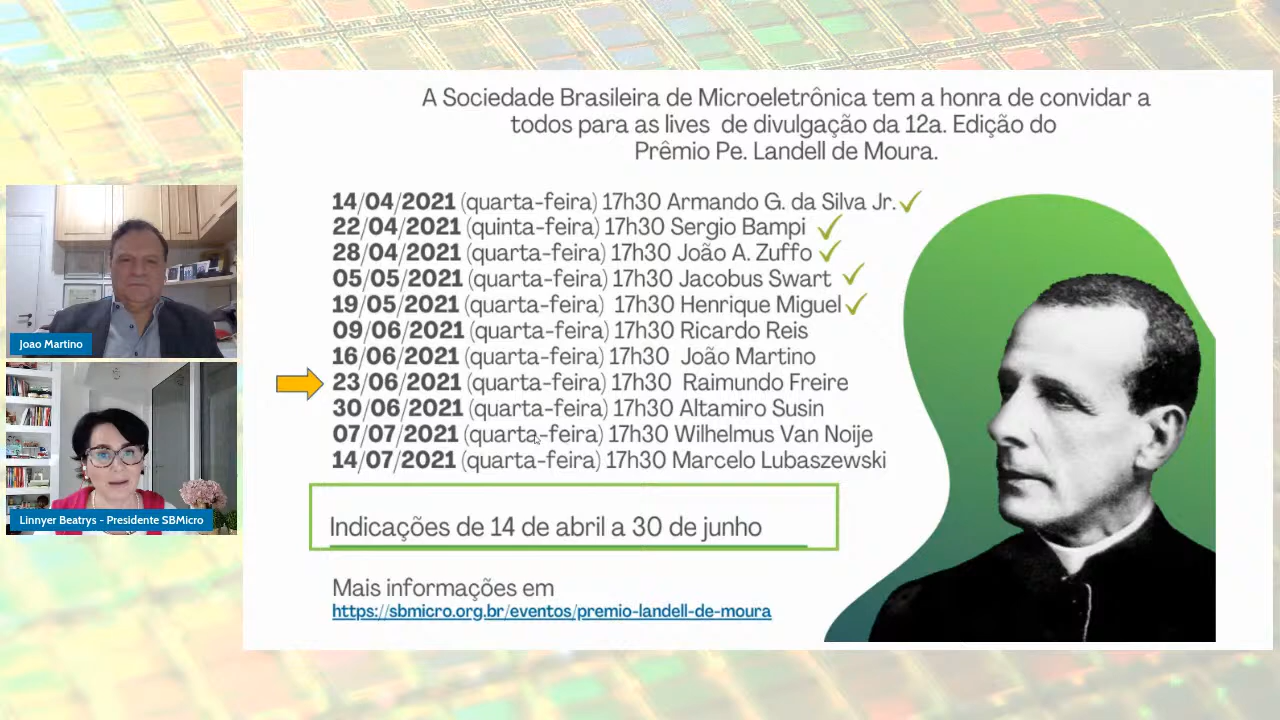 A Sociedade Brasileira de Microeletrônica tem a honra de convidar a
todos para as lives de divulgação da 12a. Edição do
Prêmio Pe. Landell de Moura.
14/04/2021 (quarta-feira) 17h30 Armando G. da Silva Jr.
22/04/2021 (quinta-feira) 17h30 Sergio Bampi
28/04/2021 (quarta-feira) 17h30 João A. Zuffo
05/05/2021 (quarta-feira) 17h30 Jacobus Swart
19/05/2021 (quarta-feira) 17h30 Henrique Miguel
09/06/2021 (quarta-feira) 17h30 Ricardo Reis
16/06/2021 (quarta-feira) 17h30 João Martino
23/06/2021 (quarta-feira) 17h30 Raimundo Freire
30/06/2021 (quarta-feira) 17h30 Altamiro Susin
07/07/2021 (quarta-feira) 17h30 Wilhelmus Van Noije
14/07/2021 (quarta-feira) 17h30 Marcelo Lubaszewski
Indicações de 14 de abril a 30 de junho
Mais informações em
https://sbmicro.org.br/eventos/premio-landell-de-moura
Joao Martino
Linnyer Beatrys - Presidente SBMicro